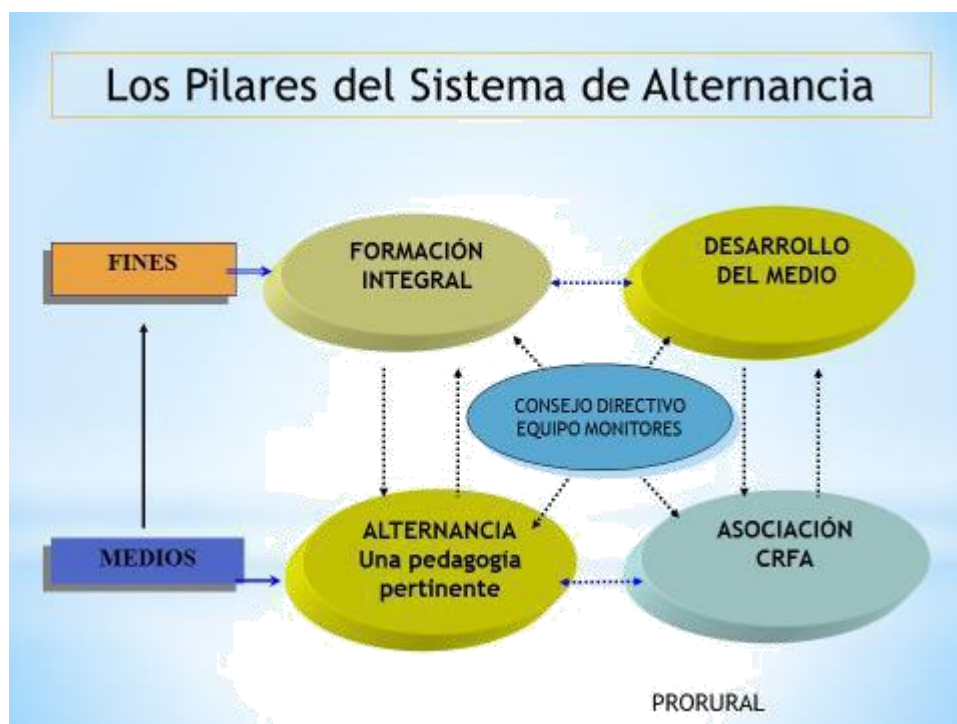 Los Pilares del Sistema de Alternancia
FINES
FORMACIÓN
INTEGRAL
DESARROLLO
DEL MEDIO
CONSEJO DIRECTIVO
EQUIPO MONITORES
MEDIOS
ALTERNANCIA
Una pedagogía
pertinente
ASOCIACIÓN
CRFA
PRORURAL